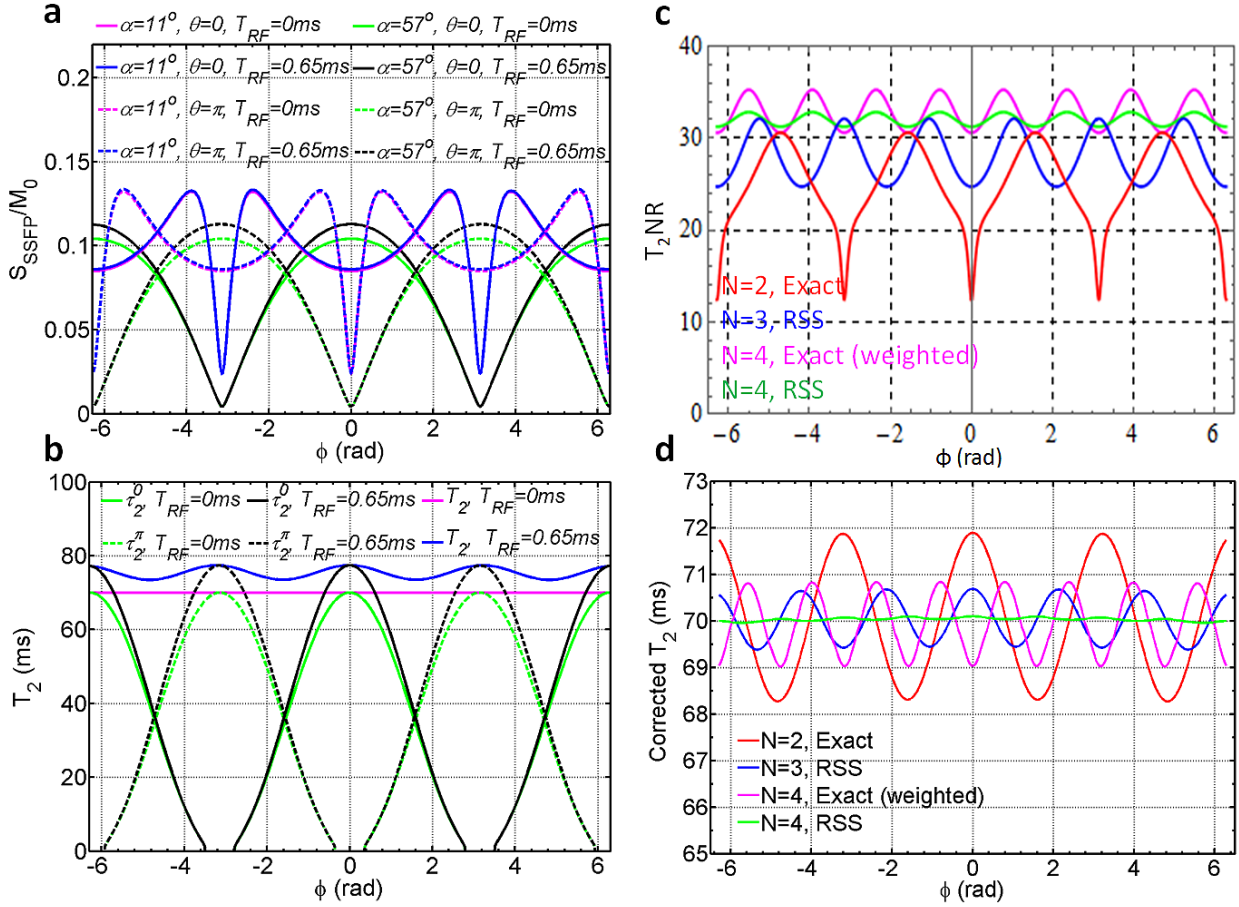 a
α=11°, θ=0, T_RF=0ms α=57°, θ=0, T_RF=0ms
α=11°, θ=0, T_RF=0.65ms α=57°, θ=0, T_RF=0.65ms
α=11°, θ=π, T_RF=0ms α=57°, θ=π, T_RF=0ms
α=11°, θ=π, T_RF=0.65ms α=57°, θ=π, T_RF=0.65ms
S_SSFP/M_0
0.2
0.15
0.1
0.05
0
-6 -4 -2 0 2 4 6
ϕ (rad)
c
T_2NR
40
30
20
10
0
N=2, Exact
N=3, RSS
N=4, Exact (weighted)
N=4, RSS
−6 −4 −2 0 2 4 6
Φ (rad)
b
τ_2^0, T_RF=0ms τ_2^0, T_RF=0.65ms T_2, T_RF=0ms
τ_2^π, T_RF=0ms τ_2^π, T_RF=0.65ms T_2, T_RF=0.65ms
T_2 (ms)
100
80
60
40
20
0
-6 -4 -2 0 2 4 6
ϕ (rad)
d
Corrected T_2 (ms)
73
72
71
70
69
68
67
66
65
N=2, Exact
N=3, RSS
N=4, Exact (weighted)
N=4, RSS
-6 -4 -2 0 2 4 6
ϕ (rad)